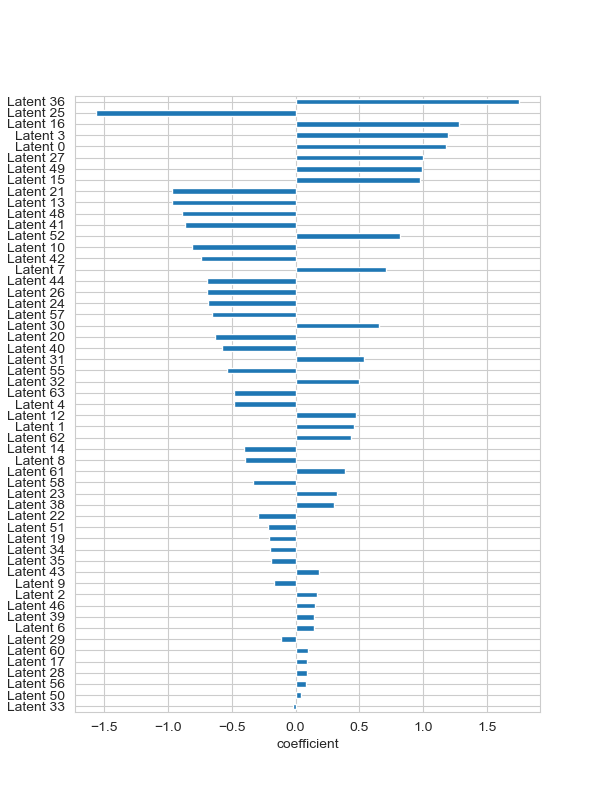 Latent 36
Latent 25
Latent 16
Latent 3
Latent 0
Latent 27
Latent 49
Latent 15
Latent 21
Latent 13
Latent 48
Latent 41
Latent 52
Latent 10
Latent 42
Latent 7
Latent 44
Latent 26
Latent 24
Latent 57
Latent 30
Latent 20
Latent 40
Latent 31
Latent 55
Latent 32
Latent 63
Latent 4
Latent 12
Latent 1
Latent 62
Latent 14
Latent 8
Latent 61
Latent 58
Latent 23
Latent 38
Latent 22
Latent 51
Latent 19
Latent 34
Latent 35
Latent 43
Latent 9
Latent 2
Latent 46
Latent 39
Latent 6
Latent 29
Latent 60
Latent 17
Latent 28
Latent 56
Latent 50
Latent 33
−1.5 −1.0 −0.5 0.0 0.5 1.0 1.5
coefficient